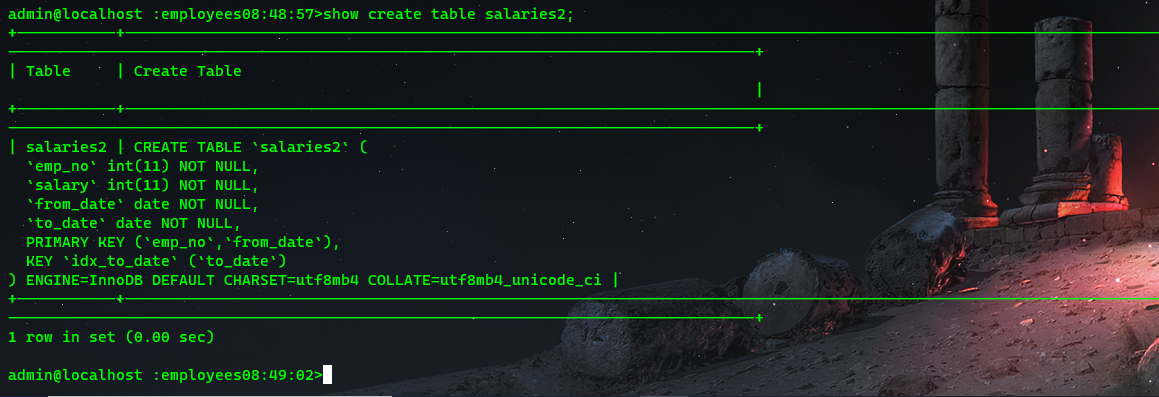 admin@localhost :employees08:48:57>show create table salaries2;
| Table | Create Table
|
| salaries2 | CREATE TABLE `salaries2` (
`emp_no` int(11) NOT NULL,
`salary` int(11) NOT NULL,
`from_date` date NOT NULL,
`to_date` date NOT NULL,
PRIMARY KEY (`emp_no`,`from_date`),
KEY `idx_to_date` (`to_date`)
) ENGINE=InnoDB DEFAULT CHARSET=utf8mb4 COLLATE=utf8mb4_unicode_ci |
1 row in set (0.00 sec)
admin@localhost :employees08:49:02>